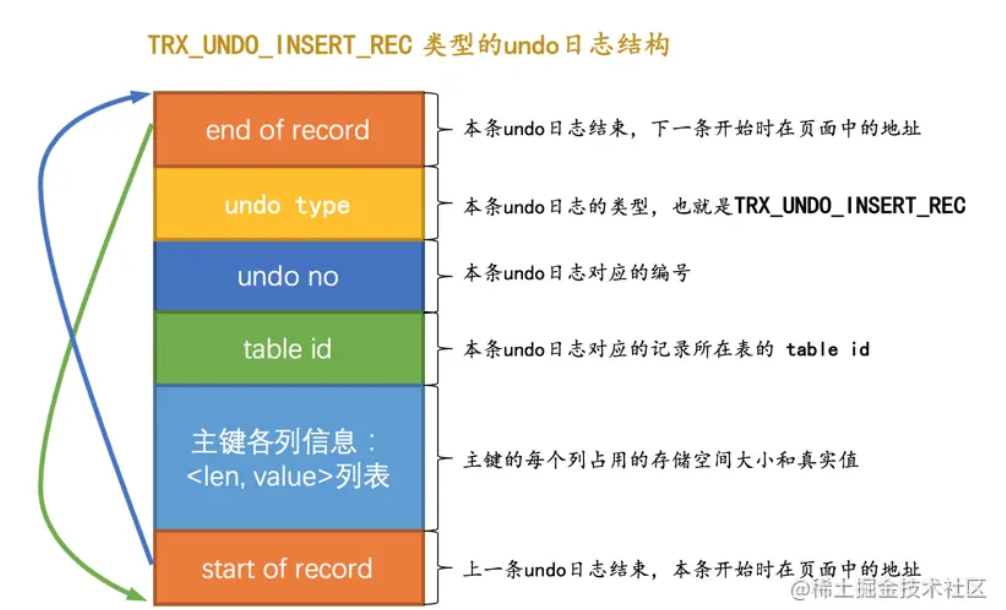 TRX_UNDO_INSERT_REC 类型的undo日志结构
end of record
本条undo日志结束，下一条开始时在页面中的地址
undo type
本条undo日志的类型，也就是TRX_UNDO_INSERT_REC
undo no
本条undo日志对应的编号
table id
本条undo日志对应的记录所在表的 table id
主键各列信息：
<len, value>列表
主键的每个列占用的存储空间大小和真实值
start of record
上一条undo日志结束，本条开始时在页面中的地址
@稀土掘金技术社区